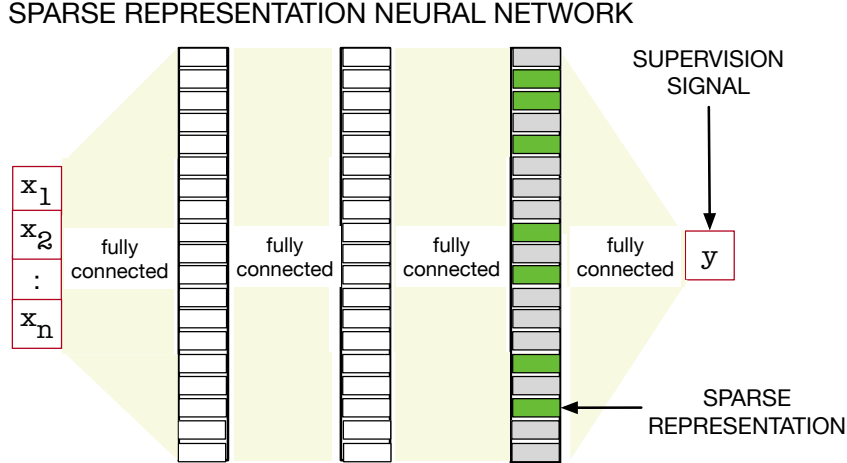 SPARSE REPRESENTATION NEURAL NETWORK
SUPERVISION
SIGNAL
x1
x2
:
xn
fully
connected
fully
connected
fully
connected
fully
connected
y
SPARSE
REPRESENTATION